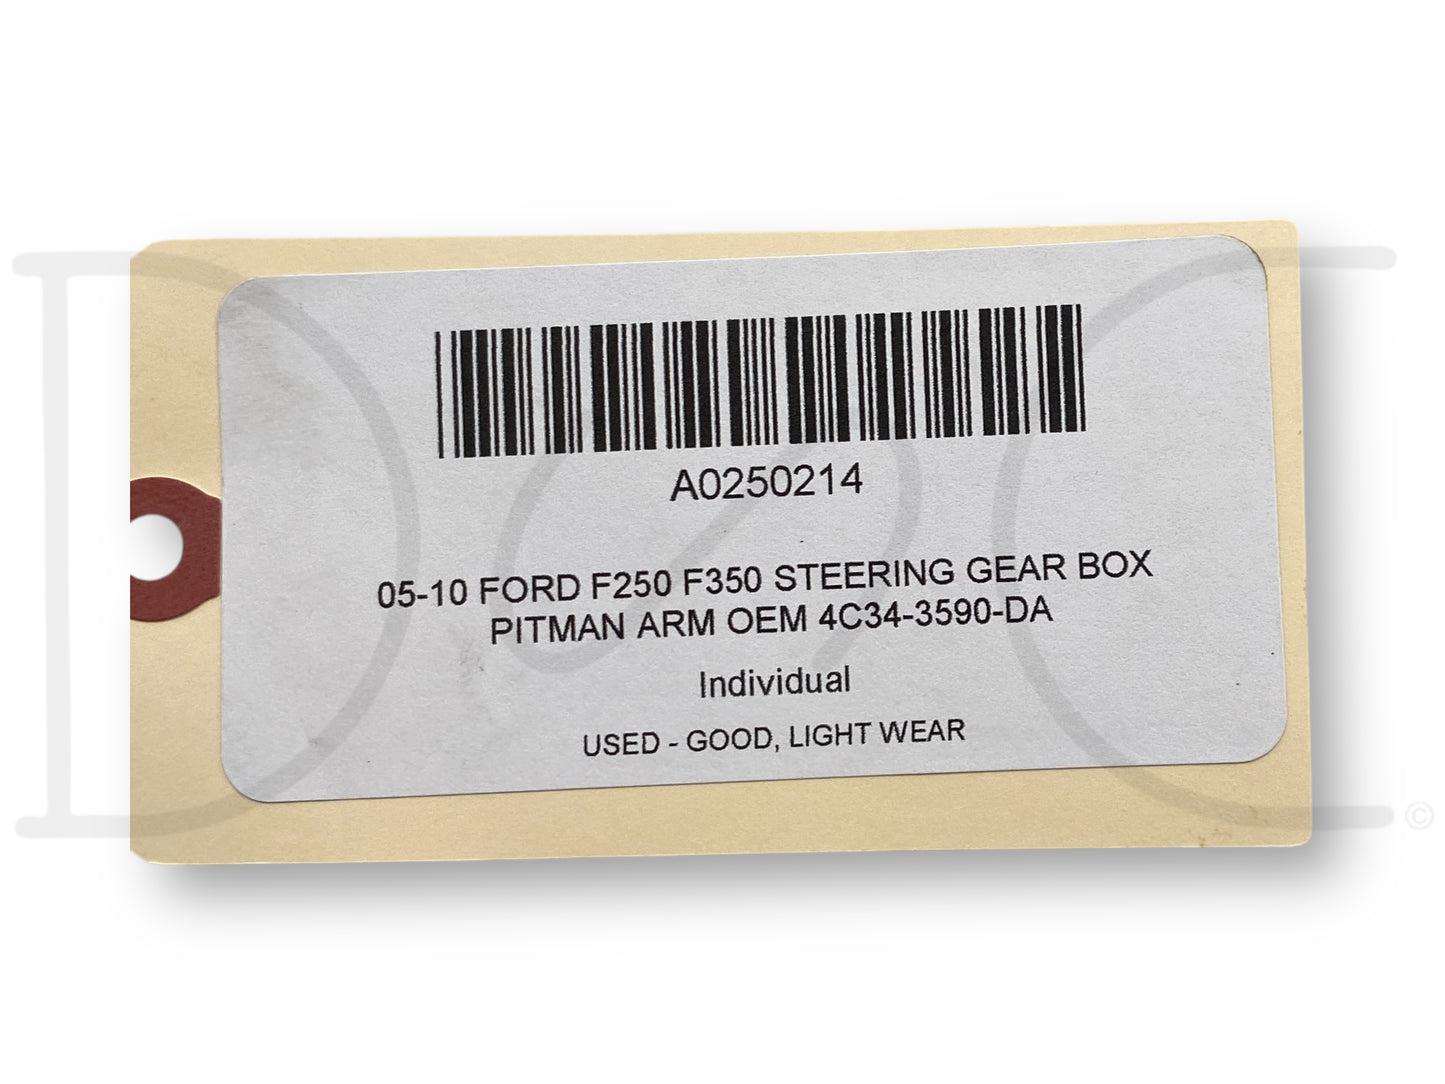 A0250214
05-10 FORD F250 F350 STEERING GEAR BOX
PITMAN ARM OEM 4C34-3590-DA
Individual
USED - GOOD, LIGHT WEAR
©